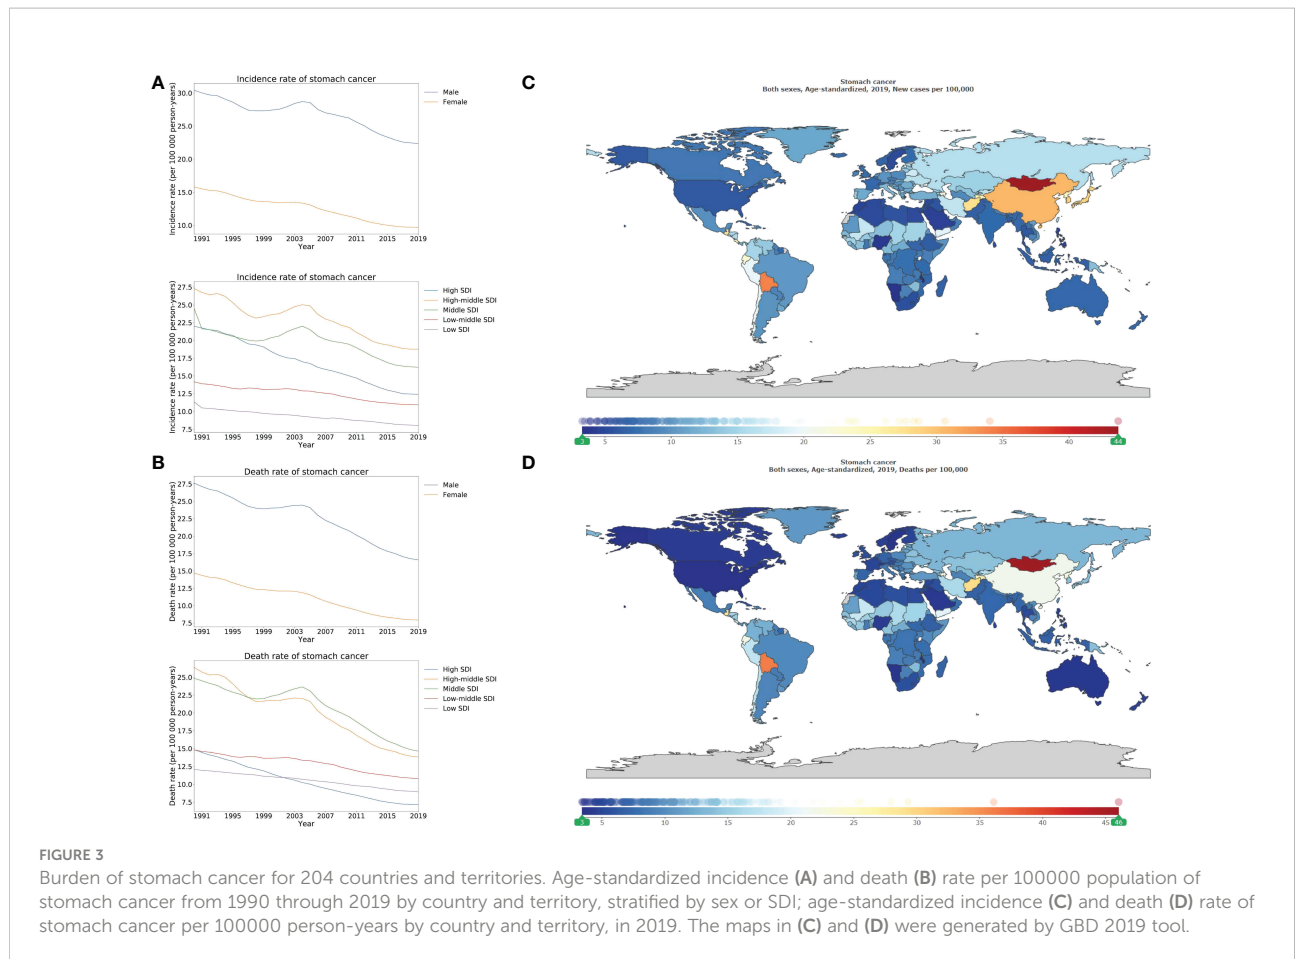 A
Incidence rate of stomach cancer
Incidence rate (per 100 000 person-years)
30.0
25.0
20.0
15.0
10.0
1991 1995 1999 2003 2007 2011 2015 2019
Year
Male
Female
Incidence rate of stomach cancer
Incidence rate (per 100 000 person-years)
27.5
25.0
22.5
20.0
17.5
15.0
12.5
10.0
7.5
1991 1995 1999 2003 2007 2011 2015 2019
Year
High SDI
High-middle SDI
Middle SDI
Low-middle SDI
Low SDI
B
Death rate of stomach cancer
Death rate (per 100 000 person-years)
27.5
25.0
22.5
20.0
17.5
15.0
12.5
10.0
7.5
1991 1995 1999 2003 2007 2011 2015 2019
Year
Male
Female
Death rate of stomach cancer
Death rate (per 100 000 person-years)
25.0
22.5
20.0
17.5
15.0
12.5
10.0
7.5
1991 1995 1999 2003 2007 2011 2015 2019
Year
High SDI
High-middle SDI
Middle SDI
Low-middle SDI
Low SDI
C
Stomach cancer
Both sexes, Age-standardized, 2019, New cases per 100,000
5 10 15 20 25 30 35 40 44
D
Stomach cancer
Both sexes, Age-standardized, 2019, Deaths per 100,000
5 10 15 20 25 30 35 40 45 46
FIGURE 3
Burden of stomach cancer for 204 countries and territories. Age-standardized incidence (A) and death (B) rate per 100000 population of
stomach cancer from 1990 through 2019 by country and territory, stratified by sex or SDI; age-standardized incidence (C) and death (D) rate of
stomach cancer per 100000 person-years by country and territory, in 2019. The maps in (C) and (D) were generated by GBD 2019 tool.